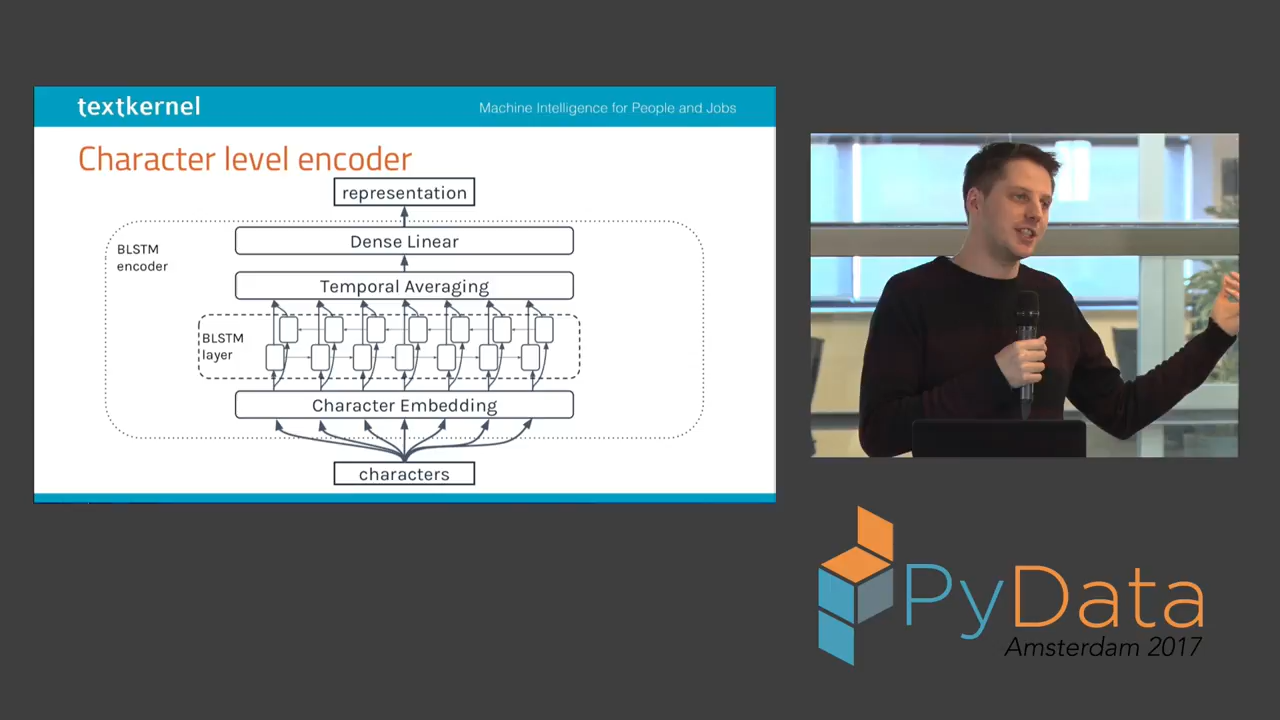 textkernel
Machine Intelligence for People and Jobs
Character level encoder
representation
BLSTM
encoder
Dense Linear
Temporal Averaging
BLSTM
layer
Character Embedding
characters
PyData
Amsterdam 2017